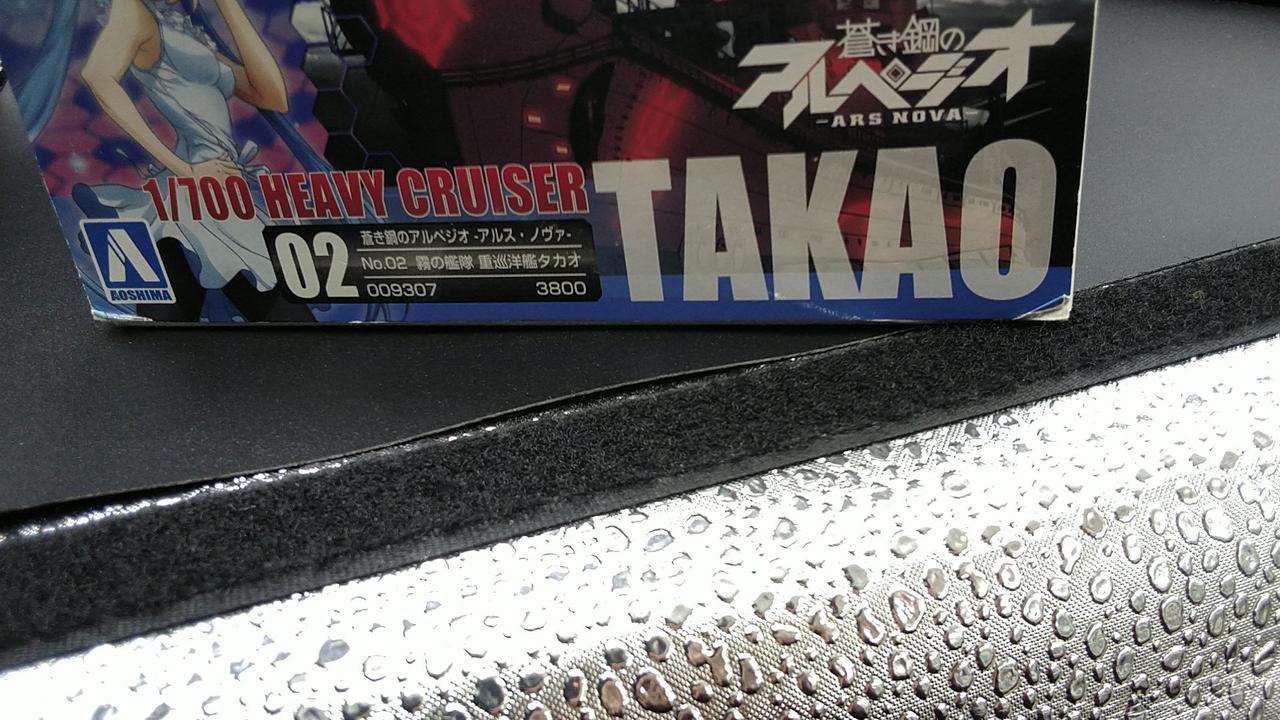 蒼き鋼の
アルペジオ
-ARS NOVA-
1/700 HEAVY CRUISER
TAKAO
AOSHIMA
02
蒼き鋼のアルペジオ -アルス・ノヴァ-
No.02 霧の艦隊 重巡洋艦タカオ
009307 3800